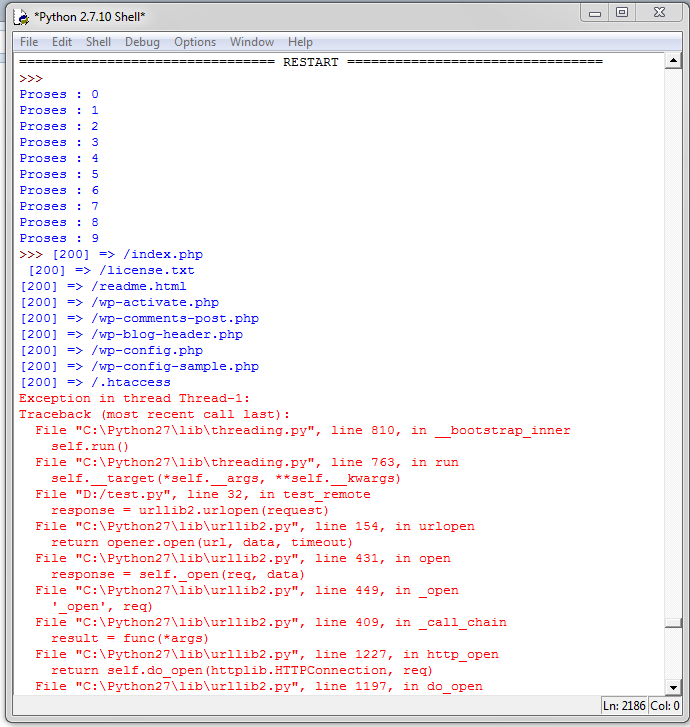 *Python 2.7.10 Shell*
File Edit Shell Debug Options Window Help
================================ RESTART ================================
>>>
Proses : 0
Proses : 1
Proses : 2
Proses : 3
Proses : 4
Proses : 5
Proses : 6
Proses : 7
Proses : 8
Proses : 9
>>> [200] => /index.php
 [200] => /license.txt
[200] => /readme.html
[200] => /wp-activate.php
[200] => /wp-comments-post.php
[200] => /wp-blog-header.php
[200] => /wp-config.php
[200] => /wp-config-sample.php
[200] => /.htaccess
Exception in thread Thread-1:
Traceback (most recent call last):
  File "C:\Python27\lib\threading.py", line 810, in __bootstrap_inner
    self.run()
  File "C:\Python27\lib\threading.py", line 763, in run
    self.__target(*self.__args, **self.__kwargs)
  File "D:/test.py", line 32, in test_remote
    response = urllib2.urlopen(request)
  File "C:\Python27\lib\urllib2.py", line 154, in urlopen
    return opener.open(url, data, timeout)
  File "C:\Python27\lib\urllib2.py", line 431, in open
    response = self._open(req, data)
  File "C:\Python27\lib\urllib2.py", line 449, in _open
    '_open', req)
  File "C:\Python27\lib\urllib2.py", line 409, in _call_chain
    result = func(*args)
  File "C:\Python27\lib\urllib2.py", line 1227, in http_open
    return self.do_open(httplib.HTTPConnection, req)
  File "C:\Python27\lib\urllib2.py", line 1197, in do_open
Ln: 2186 Col: 0